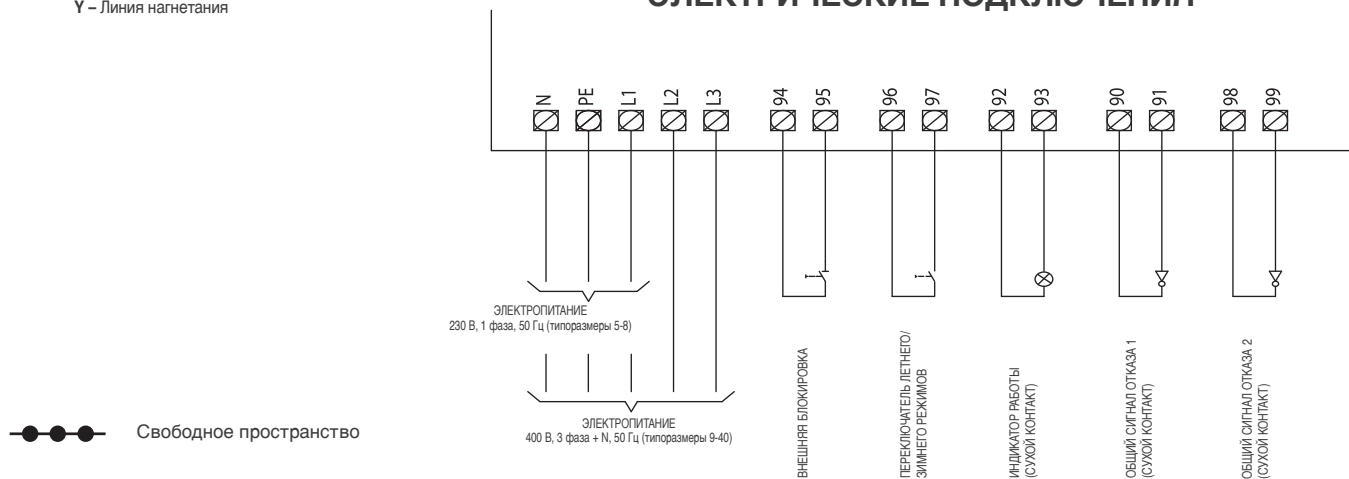 Y – Линия нагнетания
ЭЛЕКТРИЧЕСКИЕ ПОДКЛЮЧЕНИЯ
N
PE
L1
L2
L3
94
95
96
97
92
93
90
91
98
99
ЭЛЕКТРОПИТАНИЕ
230 В, 1 фаза, 50 Гц (типоразмеры 5-8)
ЭЛЕКТРОПИТАНИЕ
400 В, 3 фаза + N, 50 Гц (типоразмеры 9-40)
ВНЕШНЯЯ БЛОКИРОВКА
ПЕРЕКЛЮЧАТЕЛЬ ЛЕТНЕГО/
ЗИМНЕГО РЕЖИМОВ
ИНДИКАТОР РАБОТЫ
(СУХОЙ КОНТАКТ)
ОБЩИЙ СИГНАЛ ОТКАЗА 1
(СУХОЙ КОНТАКТ)
ОБЩИЙ СИГНАЛ ОТКАЗА 2
(СУХОЙ КОНТАКТ)
Свободное пространство